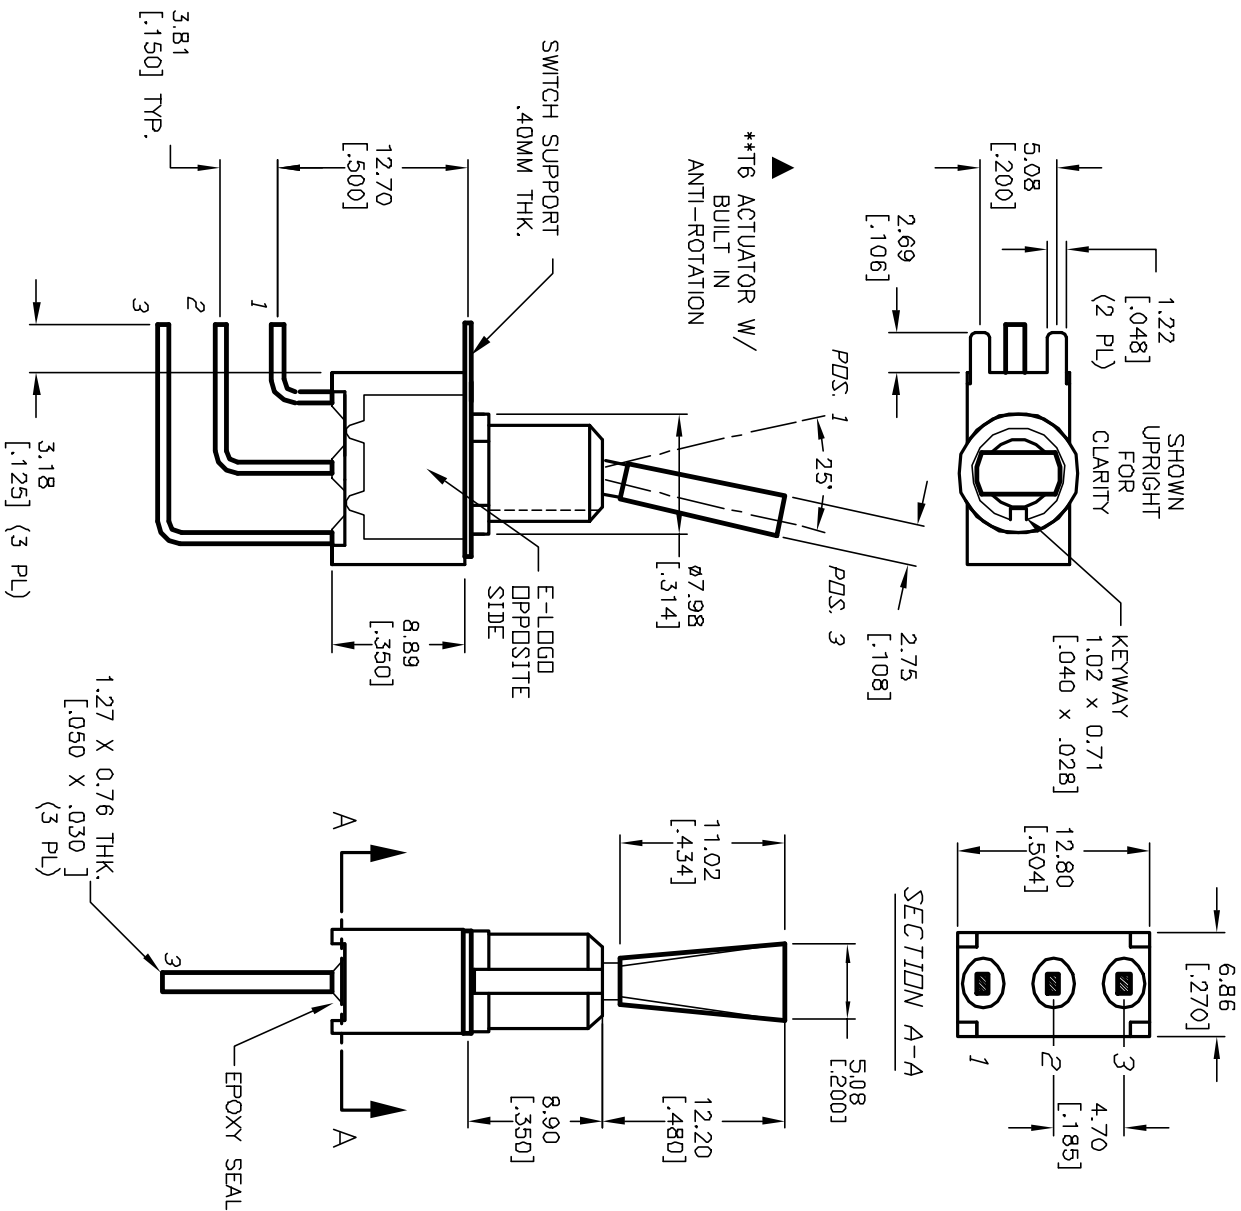 SHOWN
UPRIGHT
FOR
CLARITY
1.22
[.048]
(2 PL)
5.08
[.200]
2.69
[.106]
KEYWAY
1.02 x 0.71
[.040 x .028]
6.86
[.270]
12.80
[.504]
1
2
3
4.70
[.185]
SECTION A-A
**T6 ACTUATOR W/
BUILT IN
ANTI-ROTATION
POS. 1
25°
POS. 3
2.75
[.108]
ø7.98
[.314]
SWITCH SUPPORT
.40MM THK.
E-LOGO
OPPOSITE
SIDE
12.70
[.500]
8.89
[.350]
3.81
[.150] TYP.
1
2
3
3.18
[.125] (3 PL)
5.08
[.200]
11.02
[.434]
12.20
[.480]
8.90
[.350]
A
A
EPOXY SEAL
3
1.27 X 0.76 THK.
[.050 X .030 ]
(3 PL)